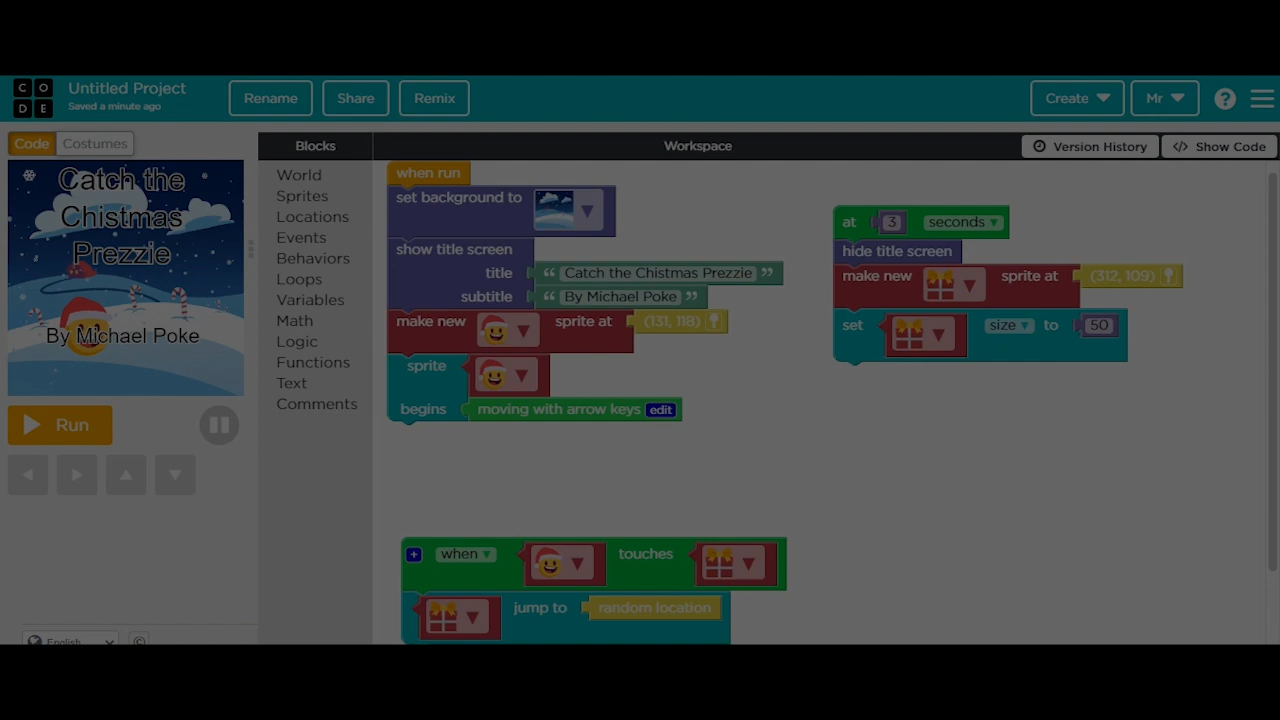 C O D E
Untitled Project
Saved a minute ago
Rename
Share
Remix
Create
Mr
?
Code
Costumes
Blocks
Workspace
Version History
</> Show Code
Catch the
Chistmas
Prezzie
By Michael Poke
Run
World
Sprites
Locations
Events
Behaviors
Loops
Variables
Math
Logic
Functions
Text
Comments
when run
set background to
show title screen
title “ Catch the Chistmas Prezzie ”
subtitle “ By Michael Poke ”
make new sprite at (131, 118)
sprite
begins moving with arrow keys edit
at 3 seconds
hide title screen
make new sprite at (312, 109)
set size to 50
+ when touches
jump to random location
English
©